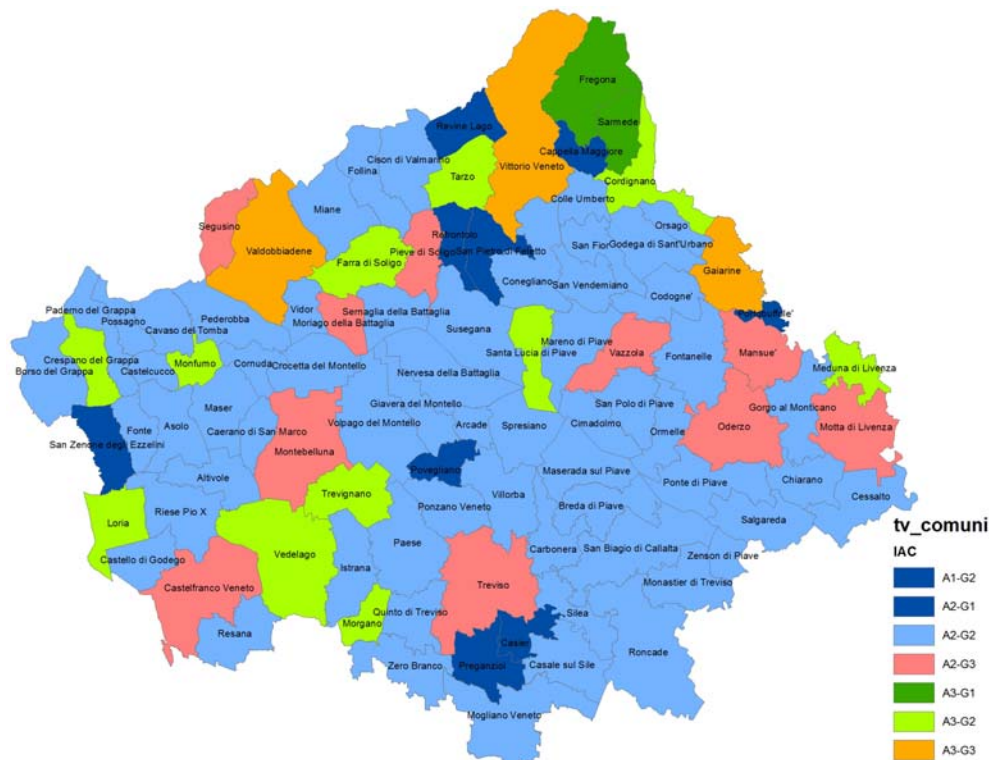 Fregona
Sarmede
Revine Lago
Cappella Maggiore
Cison di Valmarino
Vittorio Veneto
Follina
Tarzo
Cordignano
Colle Umberto
Miane
Segusino
Refrontolo
Orsago
Valdobbiadene
Pieve di Soligo
San Pietro di Feletto
San Fior
Godega di Sant'Urbano
Farra di Soligo
Gaiarine
Conegliano
San Vendemiano
Codogne'
Paderno del Grappa
Possagno
Pederobba
Vidor
Sernaglia della Battaglia
Portobuffole'
Cavaso del Tomba
Moriago della Battaglia
Susegana
Mareno di Piave
Crespano del Grappa
Monfumo
Cornuda
Crocetta del Montello
Santa Lucia di Piave
Vazzola
Fontanelle
Mansue'
Meduna di Livenza
Borso del Grappa
Castelcucco
Nervesa della Battaglia
Maser
Giavera del Montello
San Polo di Piave
Gorgo al Monticano
Fonte
Asolo
Caerano di San Marco
Volpago del Montello
Arcade
Spresiano
Cimadolmo
Ormelle
Oderzo
Motta di Livenza
San Zenone degli Ezzelini
Montebelluna
Povegliano
Maserada sul Piave
Altivole
Ponte di Piave
Chiarano
Trevignano
Villorba
Cessalto
Loria
Riese Pio X
Ponzano Veneto
Breda di Piave
Salgareda
Vedelago
Paese
Castello di Godego
Istrana
Carbonera
San Biagio di Callalta
Zenson di Piave
Castelfranco Veneto
Treviso
Monastier di Treviso
Morgano
Quinto di Treviso
Silea
Resana
Casier
Roncade
Zero Branco
Preganziol
Casale sul Sile
Mogliano Veneto
tv_comuni
IAC
A1-G2
A2-G1
A2-G2
A2-G3
A3-G1
A3-G2
A3-G3